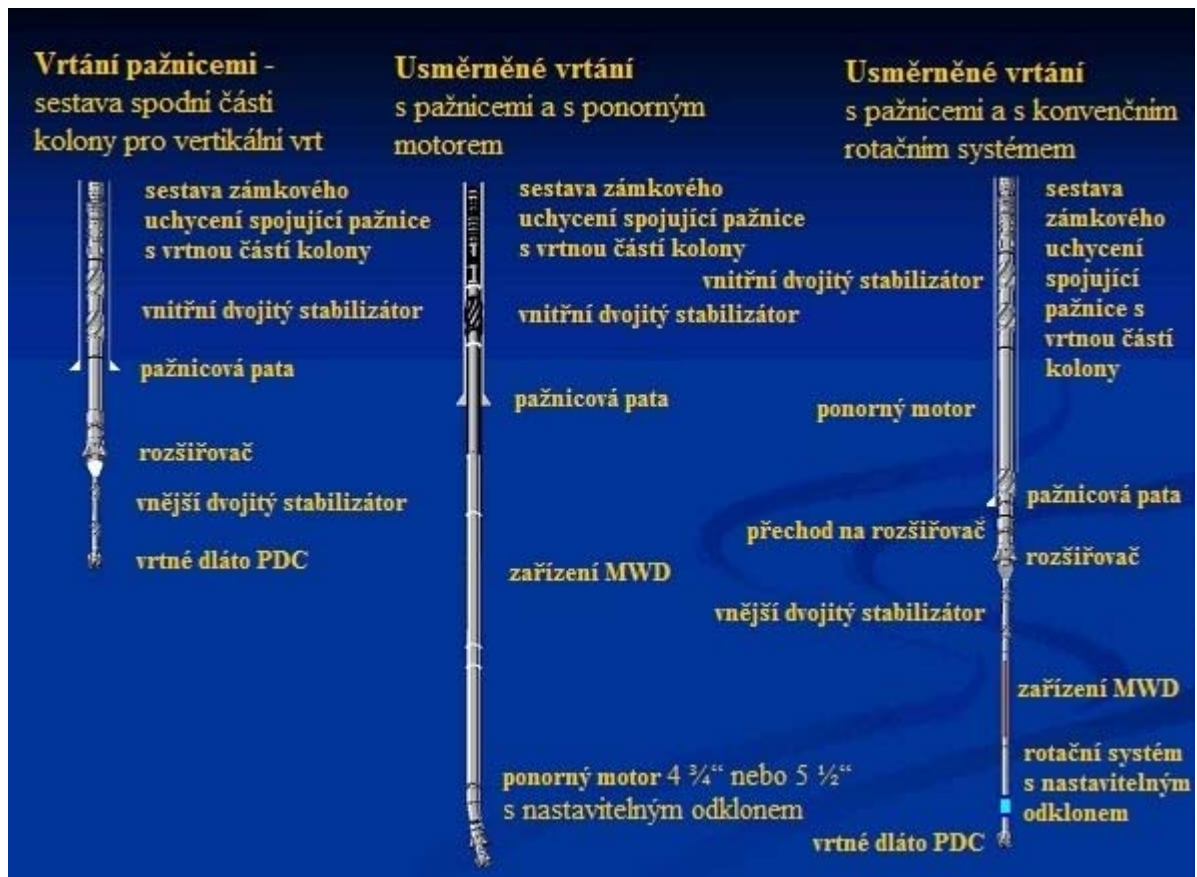 Vrtání pažnicemi -
sestava spodní části
kolony pro vertikální vrt
sestava zámkového
uchycení spojující pažnice
s vrtnou částí kolony
vnitřní dvojitý stabilizátor
pažnicová pata
rozšiřovač
vnější dvojitý stabilizátor
vrtné dláto PDC
Usměrněné vrtání
s pažnicemi a s ponorným
motorem
sestava zámkového
uchycení spojující pažnice
s vrtnou částí kolony
vnitřní dvojitý stabilizátor
pažnicová pata
zařízení MWD
ponorný motor 4 ¾“ nebo 5 ½“
s nastavitelným odklonem
Usměrněné vrtání
s pažnicemi a s konvenčním
rotačním systémem
sestava
zámkového
uchycení
spojující
pažnice s
vrtnou částí
kolony
vnitřní dvojitý stabilizátor
ponorný motor
pažnicová pata
přechod na rozšiřovač
rozšiřovač
vnější dvojitý stabilizátor
zařízení MWD
rotační systém
s nastavitelným
odklonem
vrtné dláto PDC